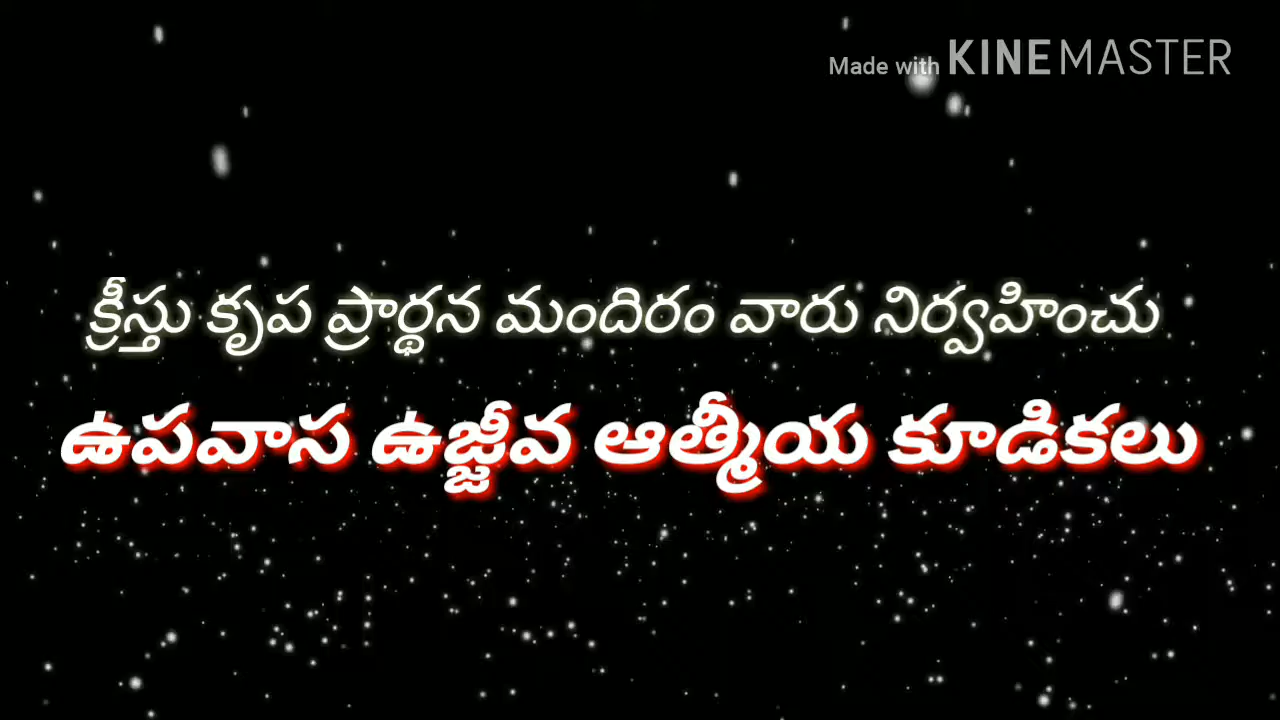 Made with KINEMASTER
క్రీస్తు కృప ప్రార్థన మందిరం వారు నిర్వహించు
ఉపవాస ఉజ్జీవ ఆత్మీయ కూడికలు